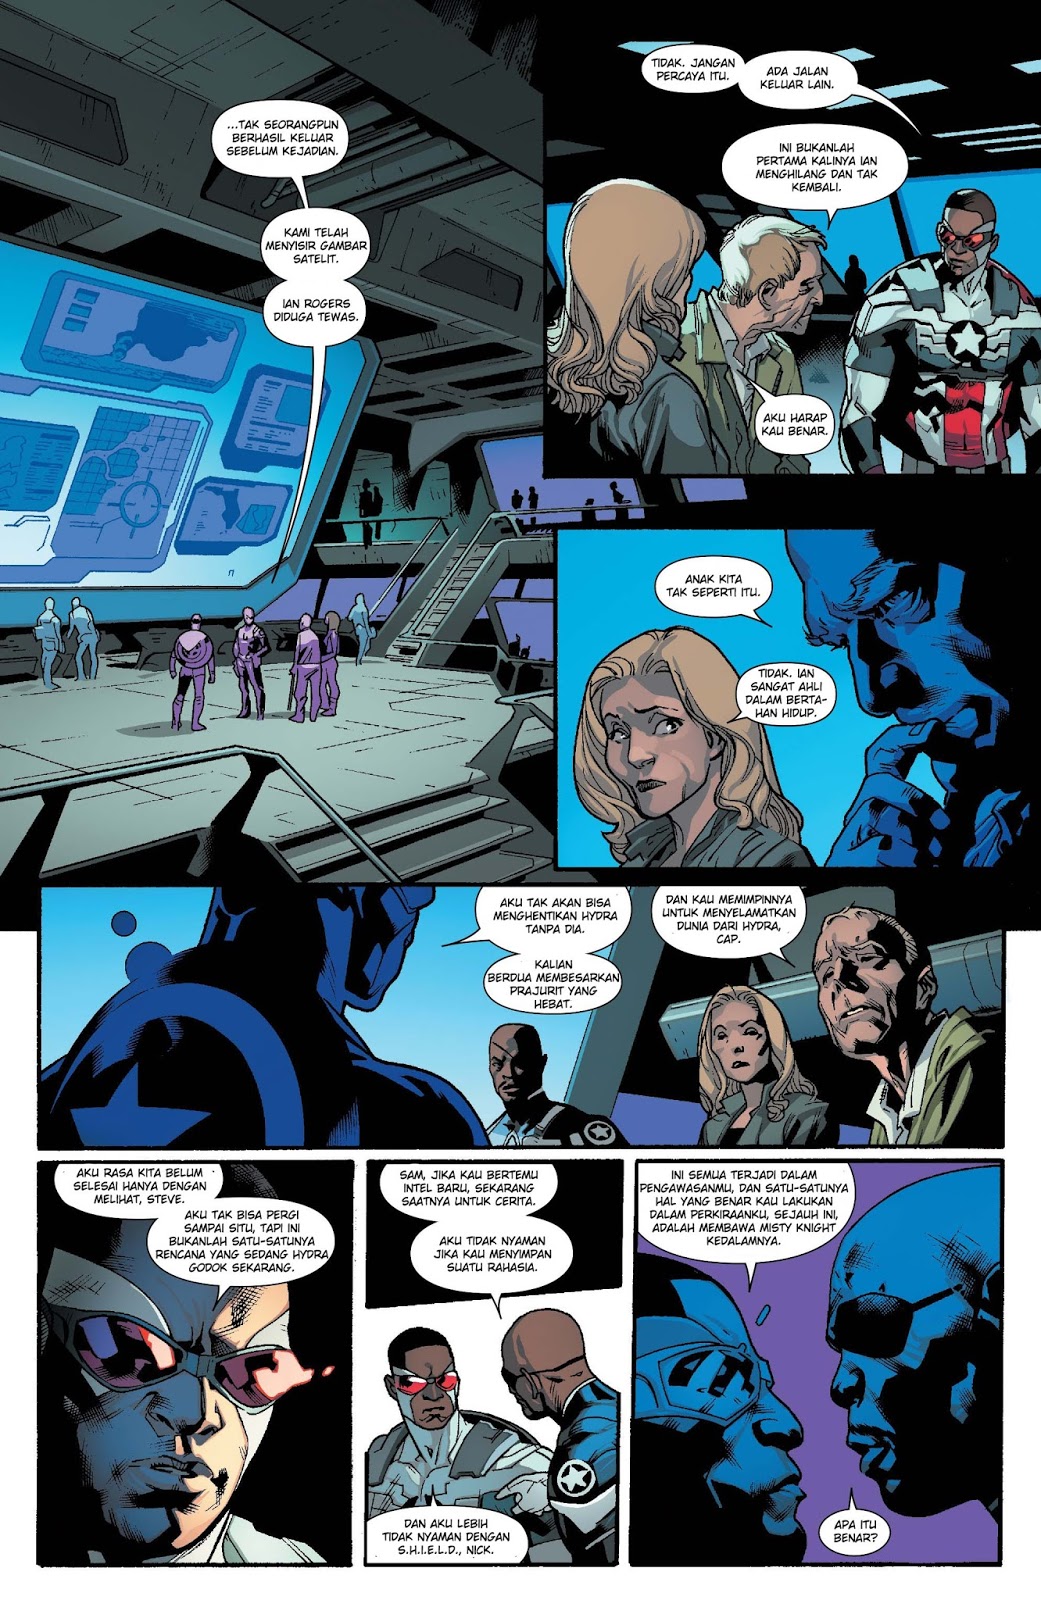 ...TAK SEORANGPUN
BERHASIL KELUAR
SEBELUM KEJADIAN.
KAMI TELAH
MENYISIR GAMBAR
SATELIT.
IAN ROGERS
DIDUGA TEWAS.
TIDAK. JANGAN
PERCAYA ITU.
ADA JALAN
KELUAR LAIN.
INI BUKANLAH
PERTAMA KALINYA IAN
MENGHILANG DAN TAK
KEMBALI.
AKU HARAP
KAU BENAR.
ANAK KITA
TAK SEPERTI ITU.
TIDAK. IAN
SANGAT AHLI
DALAM BERTA-
HAN HIDUP.
AKU TAK AKAN BISA
MENGHENTIKAN HYDRA
TANPA DIA.
KALIAN
BERDUA MEMBESARKAN
PRAJURIT YANG
HEBAT.
DAN KAU MEMIMPINNYA
UNTUK MENYELAMATKAN
DUNIA DARI HYDRA,
CAP.
AKU RASA KITA BELUM
SELESAI HANYA DENGAN
MELIHAT, STEVE.
AKU TAK BISA PERGI
SAMPAI SITU, TAPI INI
BUKANLAH SATU-SATUNYA
RENCANA YANG SEDANG HYDRA
GODOK SEKARANG.
SAM, JIKA KAU BERTEMU
INTEL BARU, SEKARANG
SAATNYA UNTUK CERITA.
AKU TIDAK NYAMAN
JIKA KAU MENYIMPAN
SUATU RAHASIA.
DAN AKU LEBIH
TIDAK NYAMAN DENGAN
S.H.I.E.L.D., NICK.
INI SEMUA TERJADI DALAM
PENGAWASANMU, DAN SATU-SATUNYA
HAL YANG BENAR KAU LAKUKAN
DALAM PERKIRAANKU, SEJAUH INI,
ADALAH MEMBAWA MISTY KNIGHT
KEDALAMNYA.
APA ITU
BENAR?